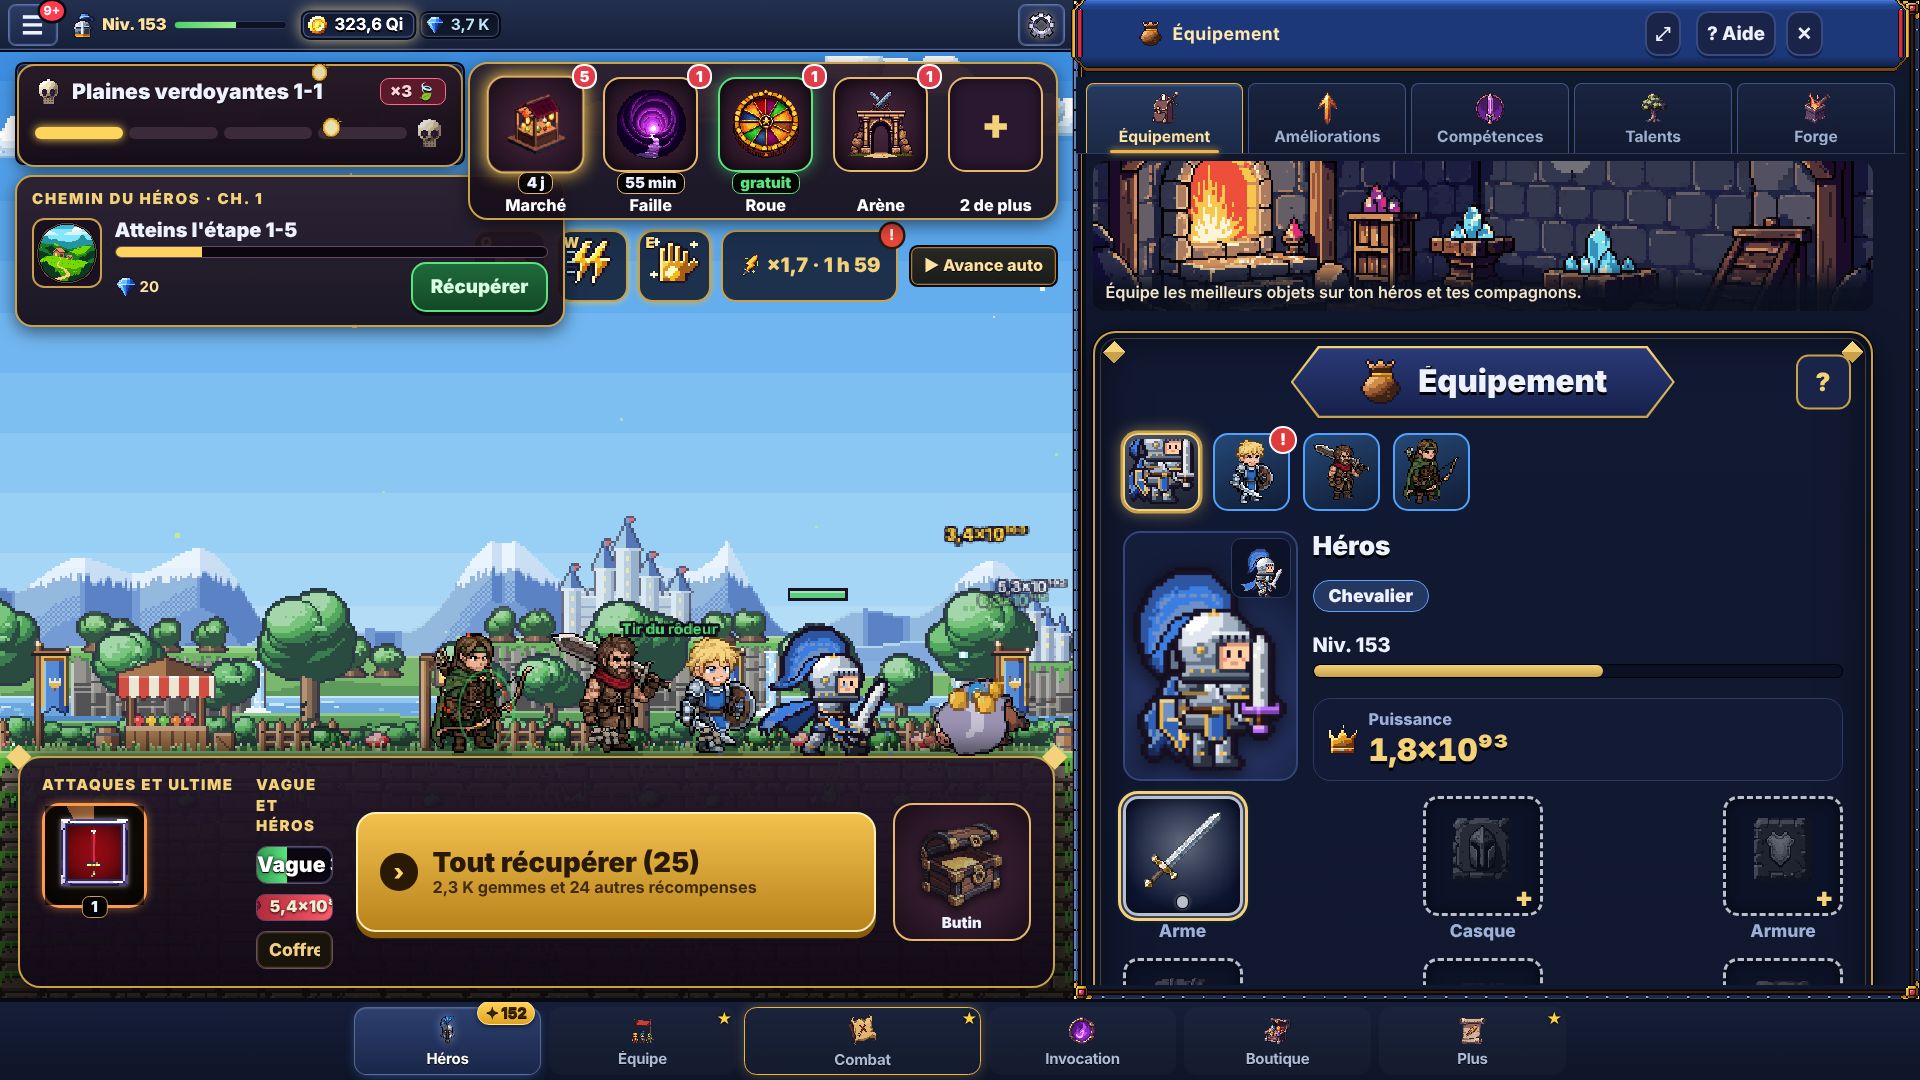 9+
Niv. 153
323,6 Qi
3,7 K
Plaines verdoyantes 1-1
×3
CHEMIN DU HÉROS · CH. 1
Atteins l'étape 1-5
20
Récupérer
5
4 j
Marché
1
55 min
Faille
1
gratuit
Roue
1
Arène
+
2 de plus
W
E
×1,7 · 1 h 59
!
▶ Avance auto
3,4×10
5,3×10
Tir du rôdeur
ATTAQUES ET ULTIME
1
VAGUE
ET
HÉROS
Vague
5,4×10
Coffre
› Tout récupérer (25)
2,3 K gemmes et 24 autres récompenses
Butin
Équipement
? Aide
×
Équipement
Améliorations
Compétences
Talents
Forge
Équipe les meilleurs objets sur ton héros et tes compagnons.
Équipement
?
!
Héros
Chevalier
Niv. 153
Puissance
1,8×10⁹³
Arme
+
Casque
+
Armure
✦152
Héros
Équipe
Combat
Invocation
Boutique
Plus